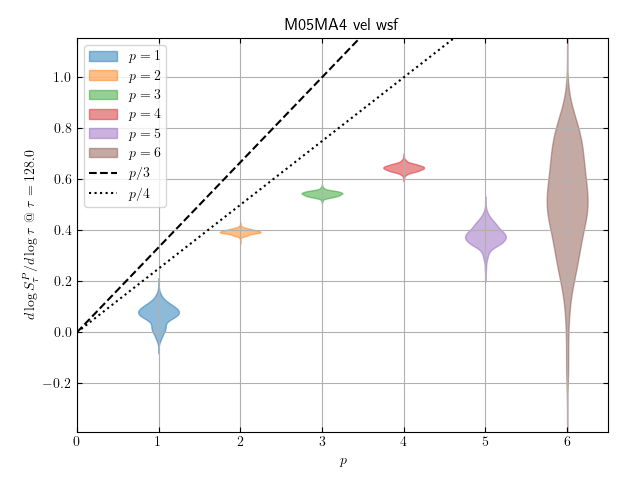 M05MA4 vel wsf
p = 1
p = 2
p = 3
p = 4
p = 5
p = 6
p/3
p/4
d log S_τ^P / d log τ @ τ = 128.0
1.0
0.8
0.6
0.4
0.2
0.0
−0.2
0 1 2 3 4 5 6
p